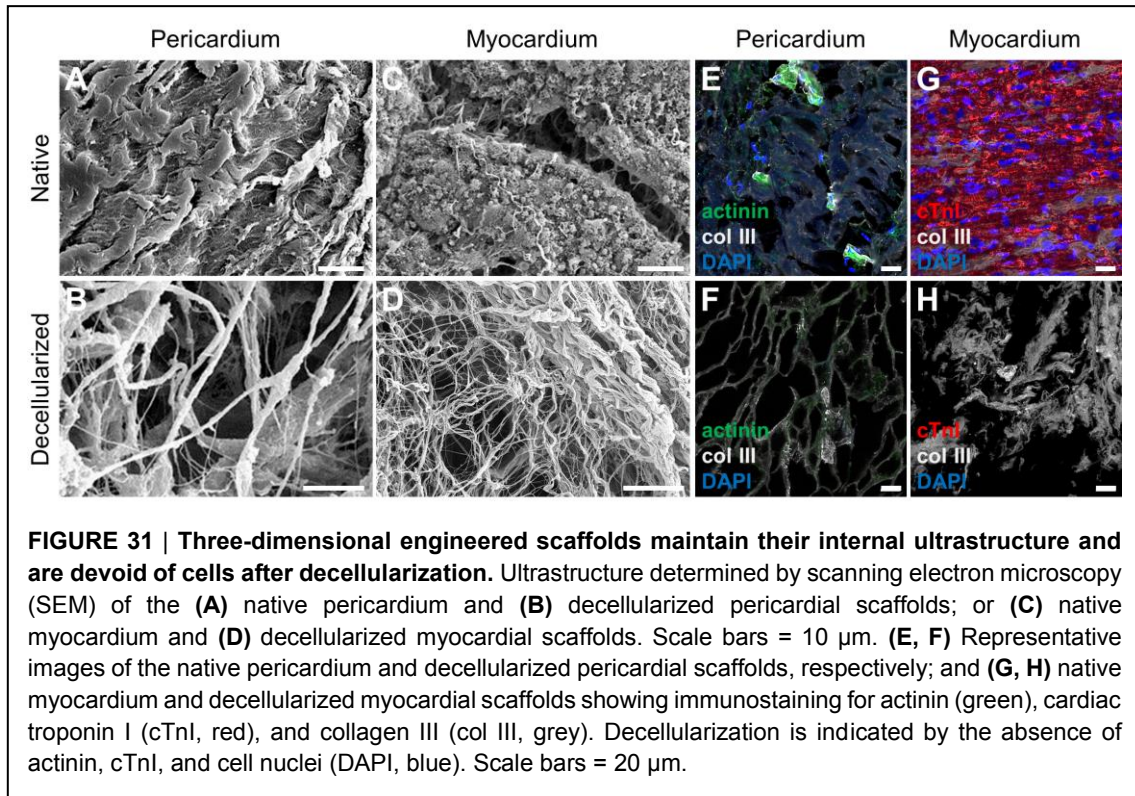 Pericardium
Myocardium
Pericardium
Myocardium
Native
Decellularized
A
C
E
actinin
col III
DAPI
G
cTnI
col III
DAPI
B
D
F
actinin
col III
DAPI
H
cTnI
col III
DAPI
FIGURE 31 | Three-dimensional engineered scaffolds maintain their internal ultrastructure and
are devoid of cells after decellularization. Ultrastructure determined by scanning electron microscopy
(SEM) of the (A) native pericardium and (B) decellularized pericardial scaffolds; or (C) native
myocardium and (D) decellularized myocardial scaffolds. Scale bars = 10 µm. (E, F) Representative
images of the native pericardium and decellularized pericardial scaffolds, respectively; and (G, H) native
myocardium and decellularized myocardial scaffolds showing immunostaining for actinin (green), cardiac
troponin I (cTnI, red), and collagen III (col III, grey). Decellularization is indicated by the absence of
actinin, cTnI, and cell nuclei (DAPI, blue). Scale bars = 20 µm.